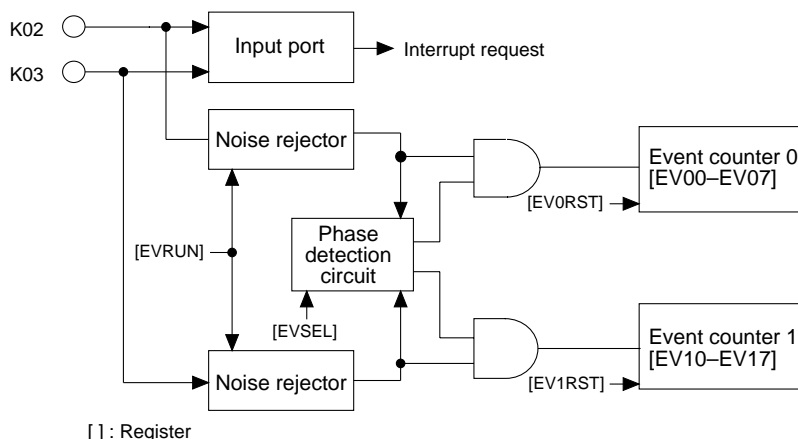 K02
K03
Input port
Interrupt request
Noise rejector
Event counter 0
[EV00–EV07]
[EV0RST]
[EVRUN]
Phase
detection
circuit
[EVSEL]
Event counter 1
[EV10–EV17]
[EV1RST]
Noise rejector
[ ] : Register